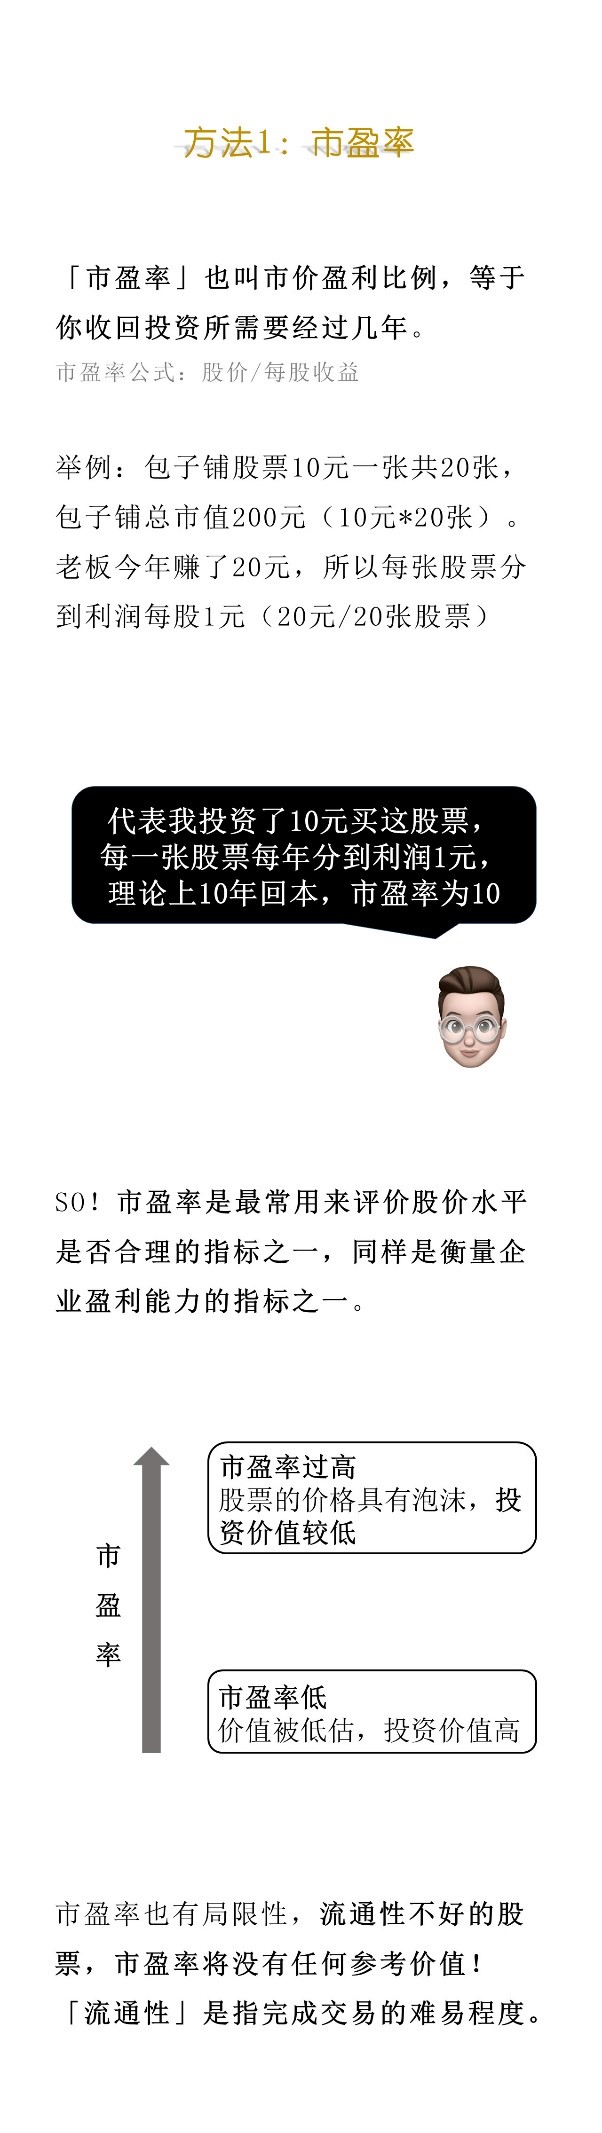 方法1：市盈率
「市盈率」也叫市价盈利比例，等于
你收回投资所需要经过几年。
市盈率公式：股价/每股收益
举例：包子铺股票10元一张共20张，
包子铺总市值200元（10元*20张）。
老板今年赚了20元，所以每张股票分
到利润每股1元（20元/20张股票）
代表我投资了10元买这股票，
每一张股票每年分到利润1元，
理论上10年回本，市盈率为10
SO！市盈率是最常用来评价股价水平
是否合理的指标之一，同样是衡量企
业盈利能力的指标之一。
市盈率过高
股票的价格具有泡沫，投
资价值较低
市
盈
率
市盈率低
价值被低估，投资价值高
市盈率也有局限性，流通性不好的股
票，市盈率将没有任何参考价值！
「流通性」是指完成交易的难易程度。